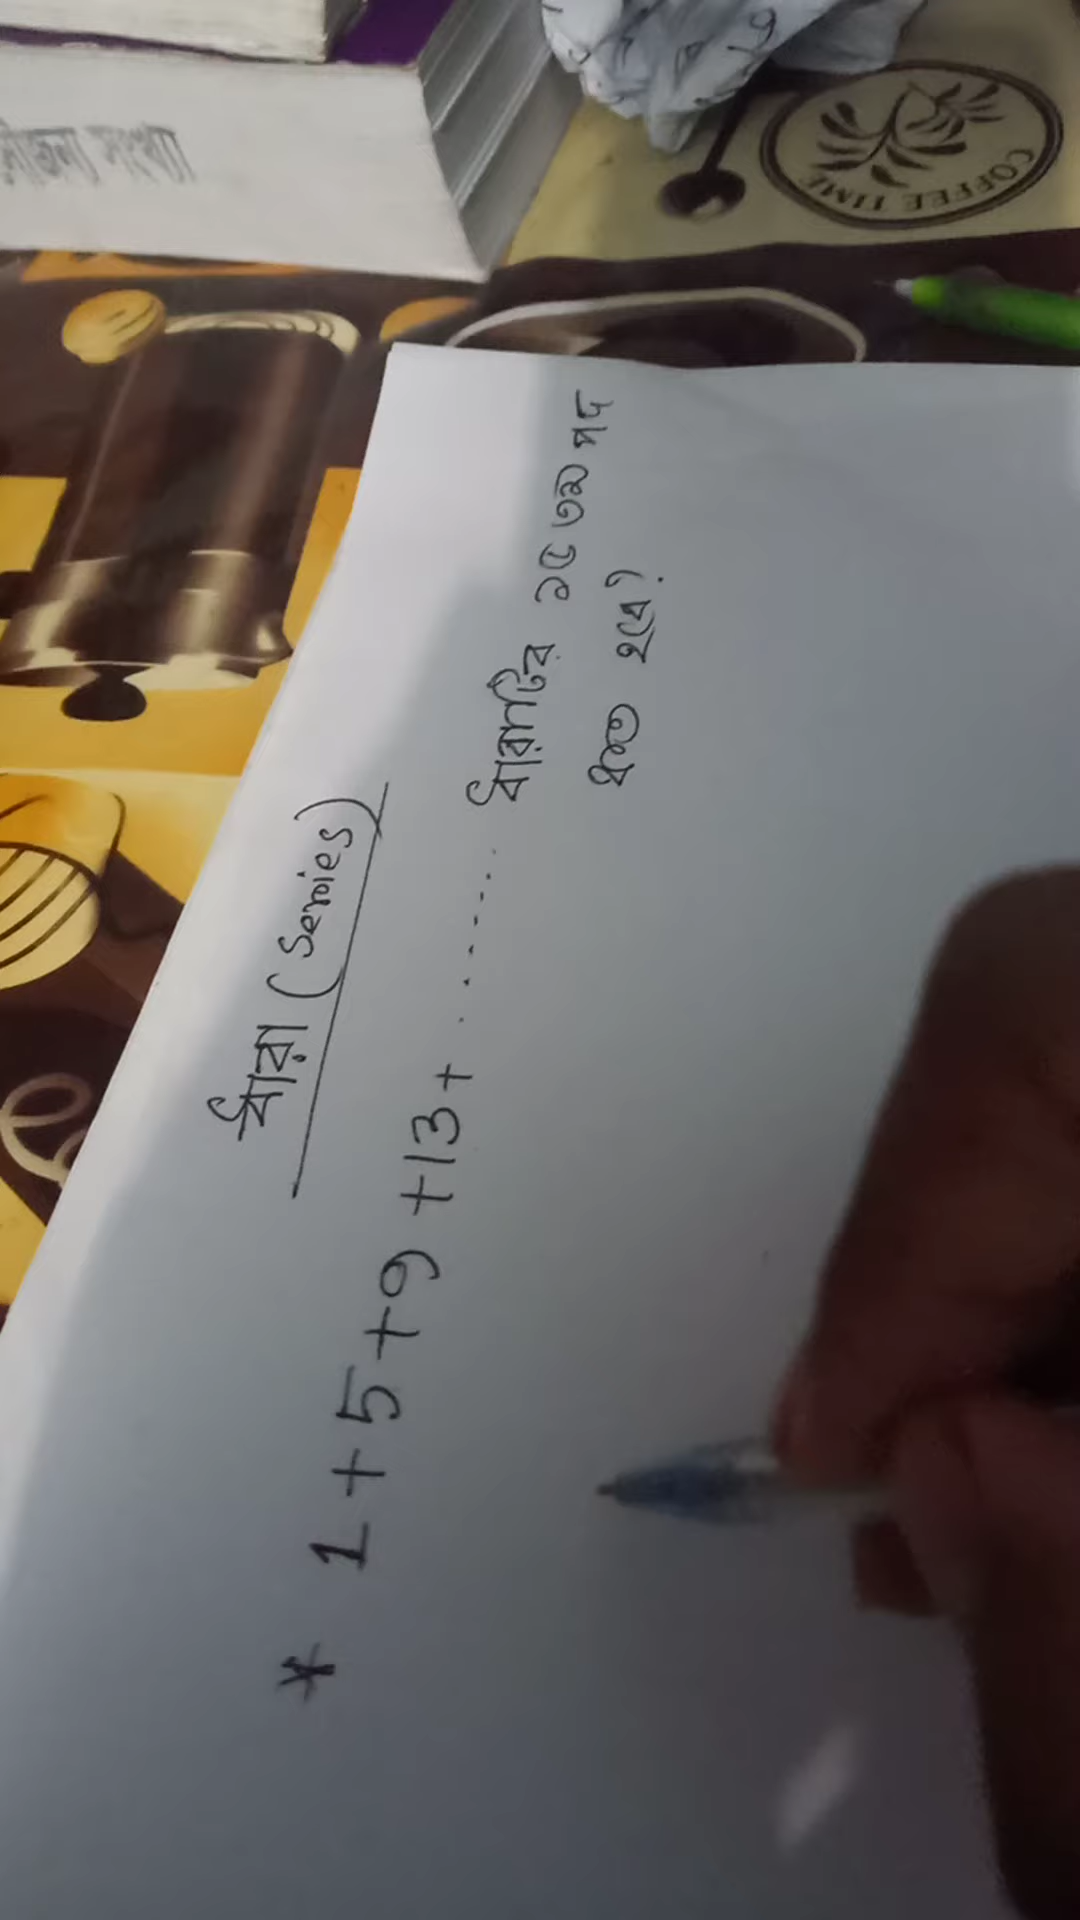 ধারা (Series)
* 1 + 5 + 9 + 13 + ....... ধারাটির ১৫ তম পদ
কত হবে?
COFFEE TIME
সংখ্যা